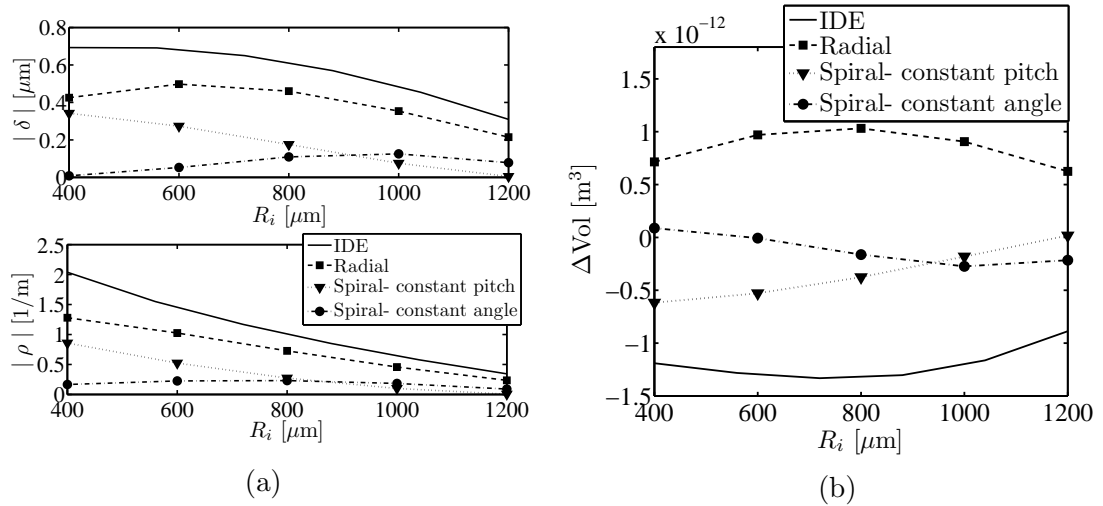 0.8
0.6
0.4
0.2
0
| δ | [μm]
400 600 800 1000 1200
R_i [μm]
2.5
2
1.5
1
0.5
0
| ρ | [1/m]
IDE
Radial
Spiral- constant pitch
Spiral- constant angle
400 600 800 1000 1200
R_i [μm]
(a)
x 10⁻¹²
IDE
Radial
Spiral- constant pitch
Spiral- constant angle
1.5
1
0.5
0
−0.5
−1
−1.5
ΔVol [m³]
400 600 800 1000 1200
R_i [μm]
(b)